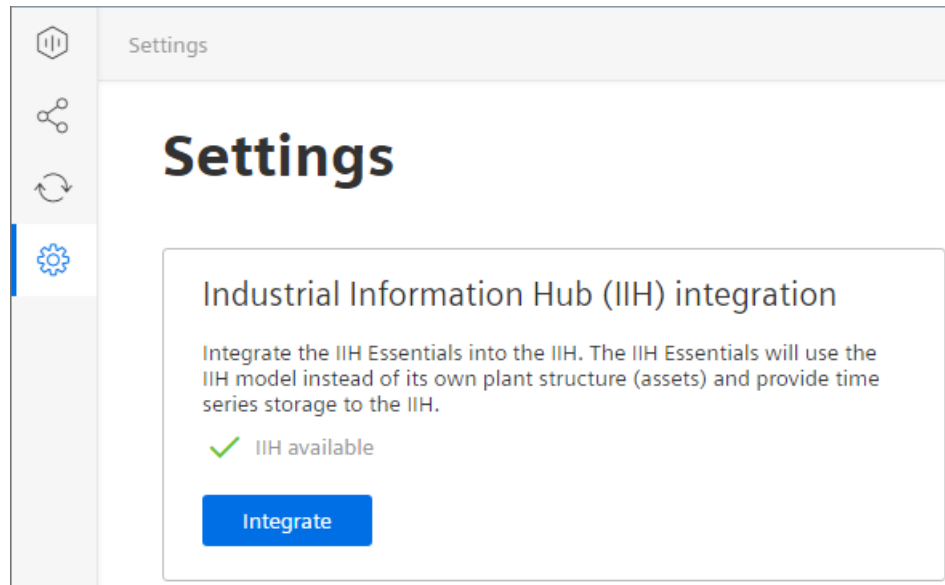 Settings
Settings
Industrial Information Hub (IIH) integration
Integrate the IIH Essentials into the IIH. The IIH Essentials will use the
IIH model instead of its own plant structure (assets) and provide time
series storage to the IIH.
IIH available
Integrate